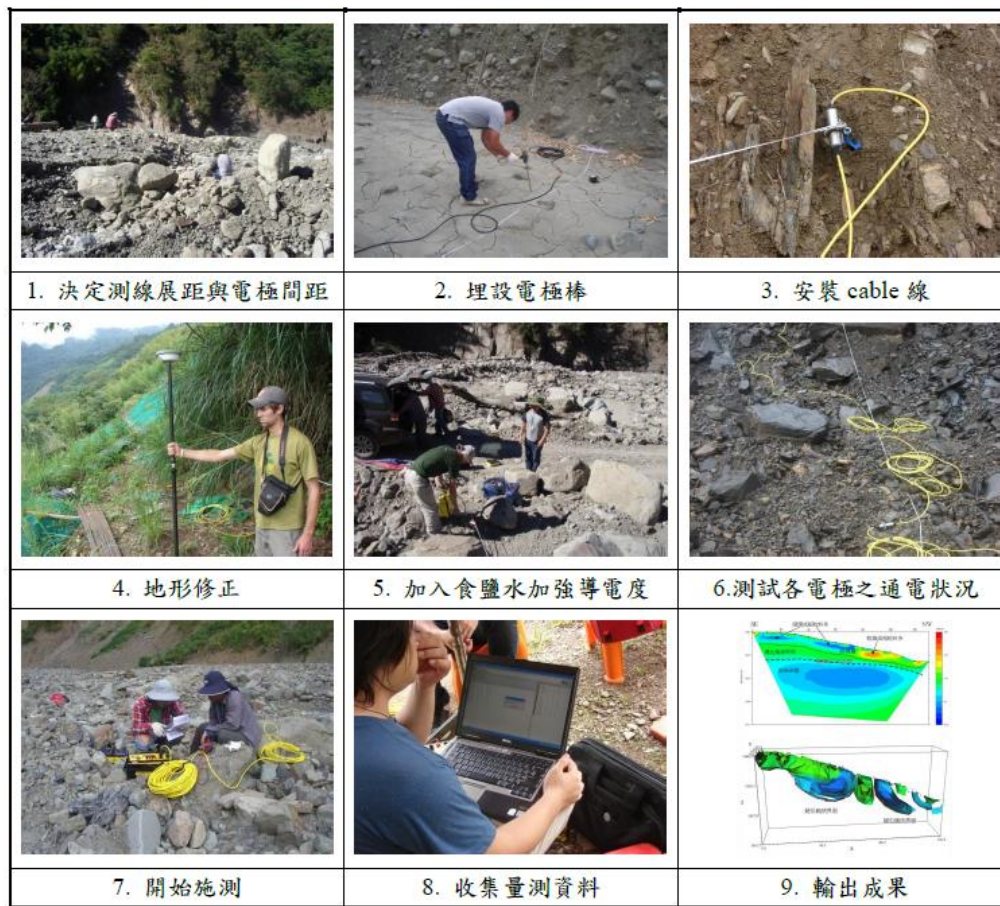 1. 決定測線展距與電極間距
2. 埋設電極棒
3. 安裝 cable 線
4. 地形修正
5. 加入食鹽水加強導電度
6.測試各電極之通電狀況
7. 開始施測
8. 收集量測資料
9. 輸出成果